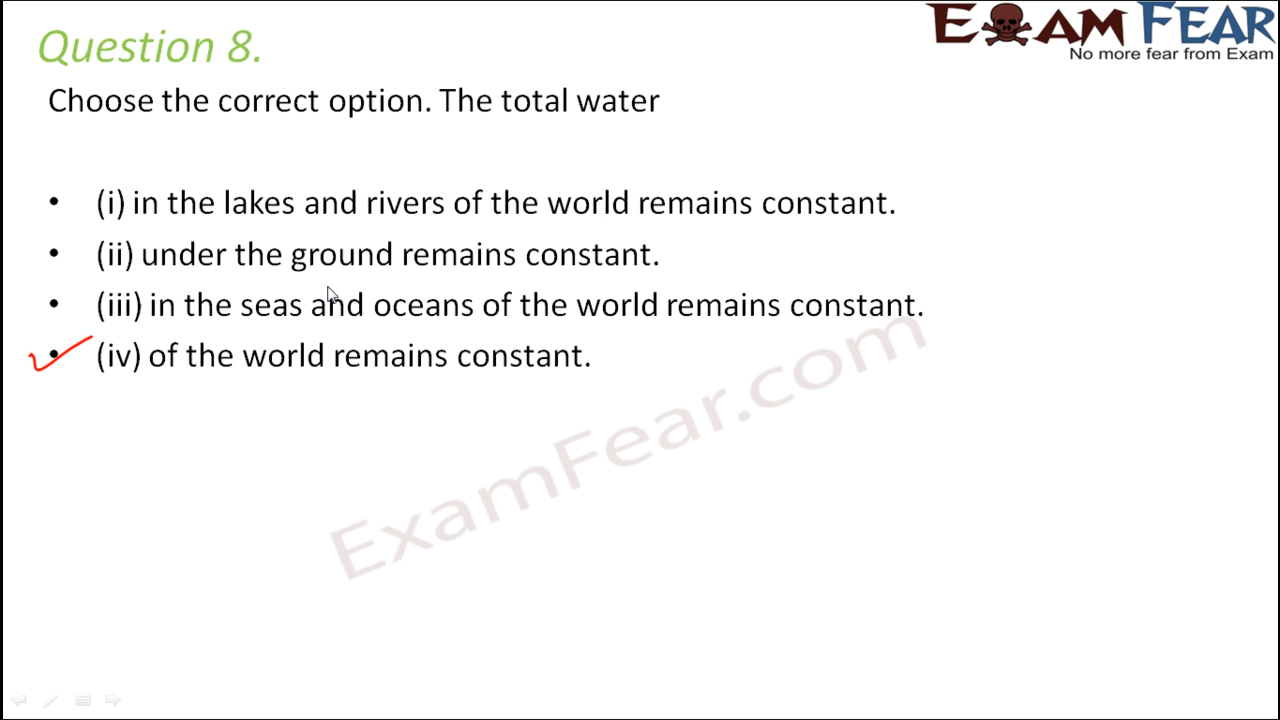 Question 8.
EXAM FEAR
No more fear from Exam
Choose the correct option. The total water
• (i) in the lakes and rivers of the world remains constant.
• (ii) under the ground remains constant.
• (iii) in the seas and oceans of the world remains constant.
• (iv) of the world remains constant.
ExamFear.com